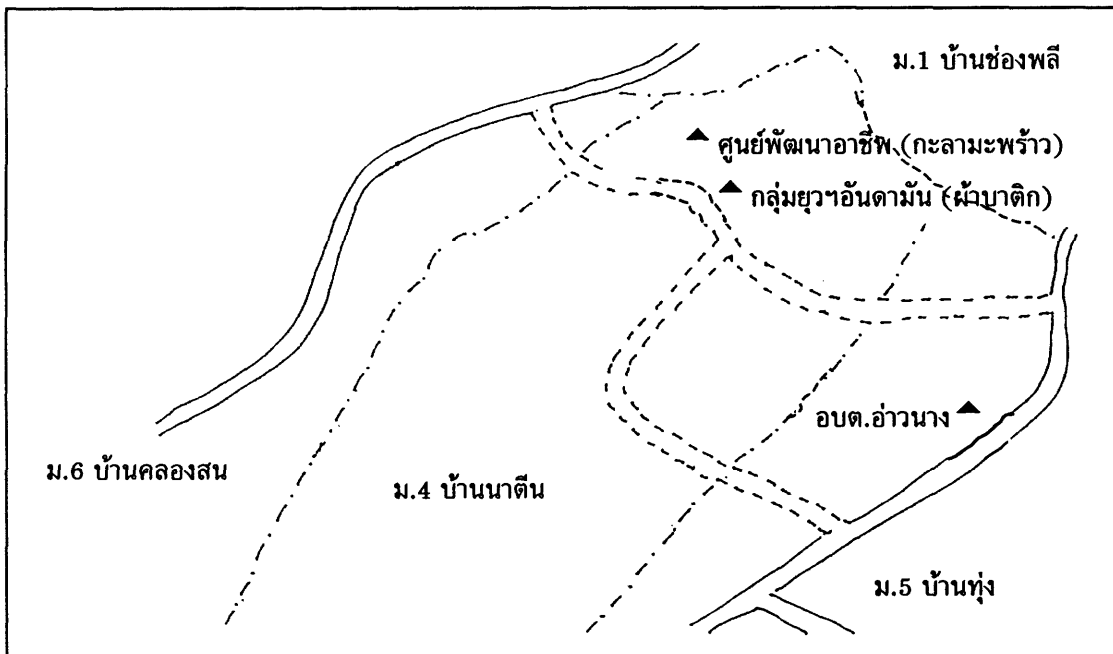 ม.1 บ้านช่องพลี
ศูนย์พัฒนาอาชีพ (กะลามะพร้าว)
กลุ่มยุวฯอันดามัน (ผ้าบาติก)
อบต.อ่าวนาง
ม.6 บ้านคลองสน
ม.4 บ้านนาตีน
ม.5 บ้านทุ่ง